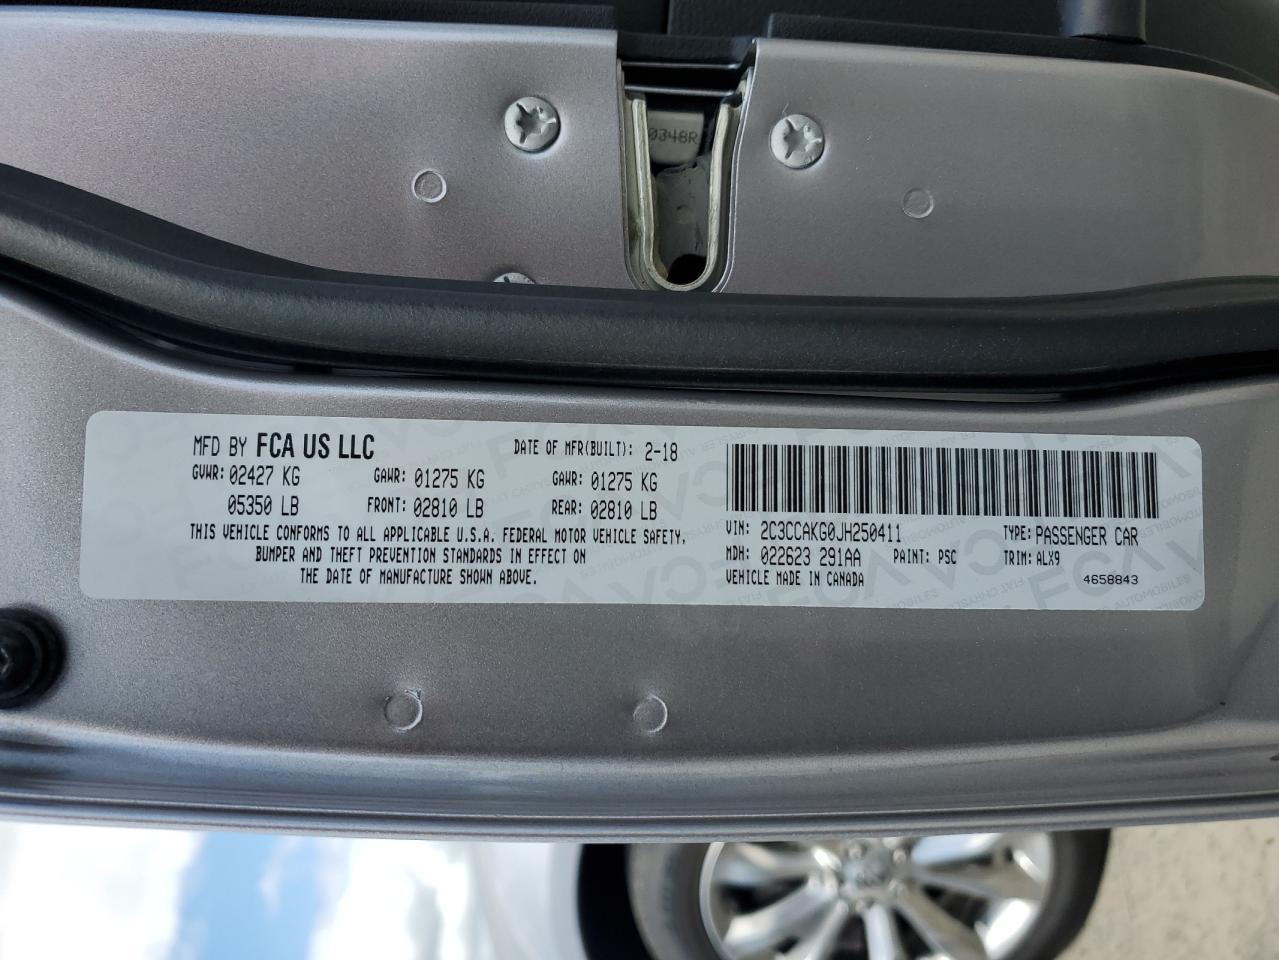 0348R
MFD BY FCA US LLC DATE OF MFR(BUILT): 2-18
GVWR: 02427 KG GAWR: 01275 KG GAWR: 01275 KG
05350 LB FRONT: 02810 LB REAR: 02810 LB
THIS VEHICLE CONFORMS TO ALL APPLICABLE U.S.A. FEDERAL MOTOR VEHICLE SAFETY,
BUMPER AND THEFT PREVENTION STANDARDS IN EFFECT ON
THE DATE OF MANUFACTURE SHOWN ABOVE.
VIN: 2C3CCAKG0JH250411 TYPE: PASSENGER CAR
MDH: 022623 291AA PAINT: PSC TRIM: ALX9
VEHICLE MADE IN CANADA 4658843